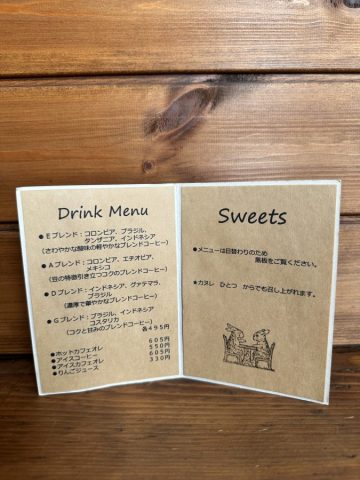 Drink Menu
●Eブレンド：コロンビア、ブラジル、
タンザニア、インドネシア
（さわやかな酸味の軽やかなブレンドコーヒー）
●Aブレンド：コロンビア、エチオピア、
メキシコ
（豆の特徴引き立つコクのブレンドコーヒー）
●Dブレンド：インドネシア、グァテマラ、
ブラジル
（濃厚で華やかなブレンドコーヒー）
●Gブレンド：ブラジル、インドネシア
コスタリカ
（コクと甘みのブレンドコーヒー）
各495円
●ホットカフェオレ 605円
●アイスコーヒー 550円
●アイスカフェオレ 605円
●りんごジュース 330円
Sweets
●メニューは日替わりのため
黒板をご覧ください。
★カヌレ ひとつ からでも召し上がれます。